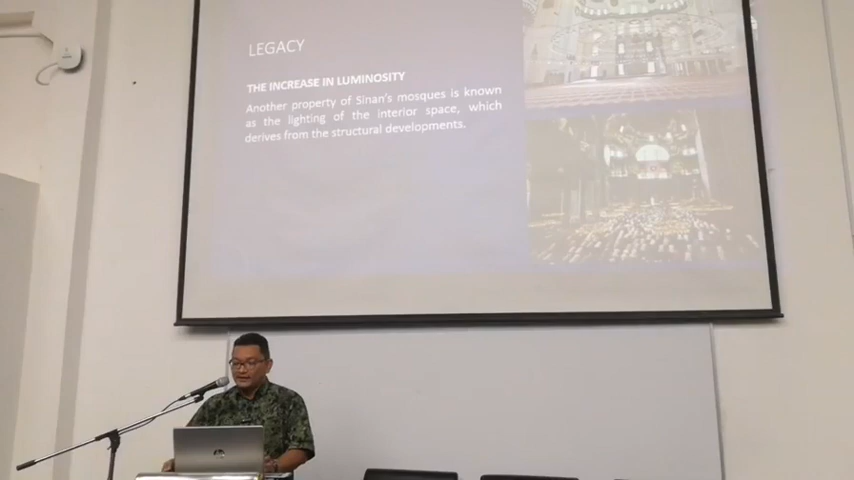 LEGACY
THE INCREASE IN LUMINOSITY
Another property of Sinan's mosques is known
as the lighting of the interior space, which
derives from the structural developments.
hp